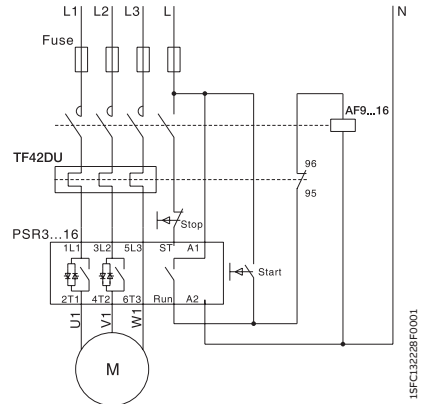 L1 L2 L3 L N
Fuse
AF9...16
TF42DU
96
95
Stop
PSR3...16
1L1 3L2 5L3 ST A1
Start
2T1 4T2 6T3 Run A2
U1 V1 W1
M
1SFC132228F0001